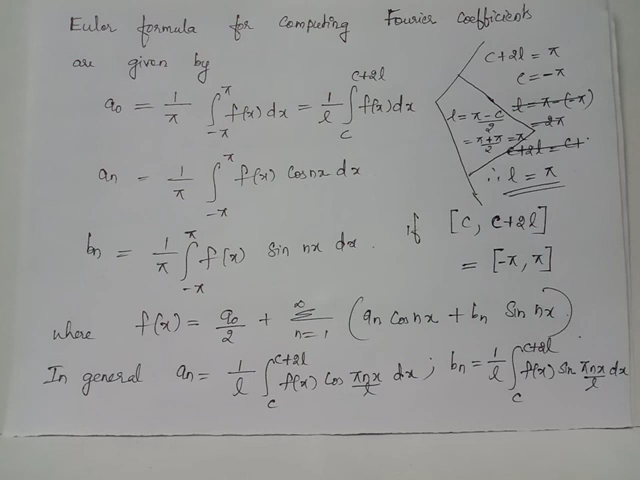 Euler formula for computing Fourier coefficients
are given by
a₀ = 1/π ∫_{-π}^{π} f(x) dx = 1/l ∫_{c}^{c+2l} f(x) dx
aₙ = 1/π ∫_{-π}^{π} f(x) cos nx dx
bₙ = 1/π ∫_{-π}^{π} f(x) sin nx dx. if [c, c+2l]
= [-π, π]
where f(x) = a₀/2 + Σ_{n=1}^{∞} (aₙ cos nx + bₙ sin nx)
In general aₙ = 1/l ∫_{c}^{c+2l} f(x) cos πnx/l dx ; bₙ = 1/l ∫_{c}^{c+2l} f(x) sin πnx/l dx
c+2l = π
c = -π
l = π-c/2
= π+π/2 = π
l = π-(-π)
= 2π
c+2l = c+
∴ l = π